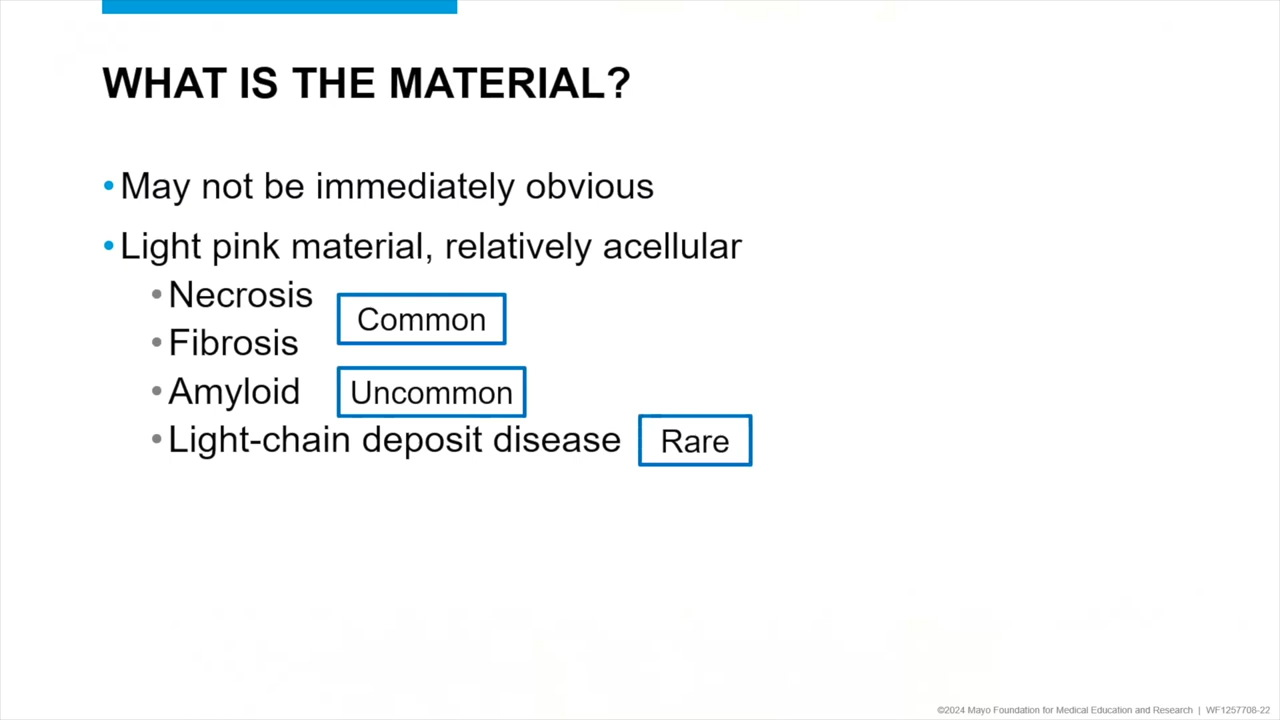 WHAT IS THE MATERIAL?
•May not be immediately obvious
•Light pink material, relatively acellular
•Necrosis
Common
•Fibrosis
•Amyloid Uncommon
•Light-chain deposit disease Rare
©2024 Mayo Foundation for Medical Education and Research | WF1257708-22